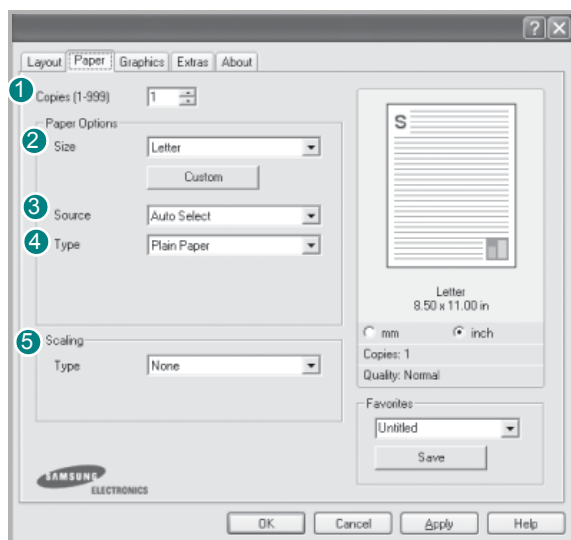 ? X
Layout Paper Graphics Extras About
1 Copies (1-999) 1
Paper Options
2 Size Letter
Custom
3 Source Auto Select
4 Type Plain Paper
S
Letter
8.50 x 11.00 in
mm inch
Copies: 1
Quality: Normal
5 Scaling
Type None
Favorites
Untitled
Save
SAMSUNG
ELECTRONICS
OK Cancel Apply Help